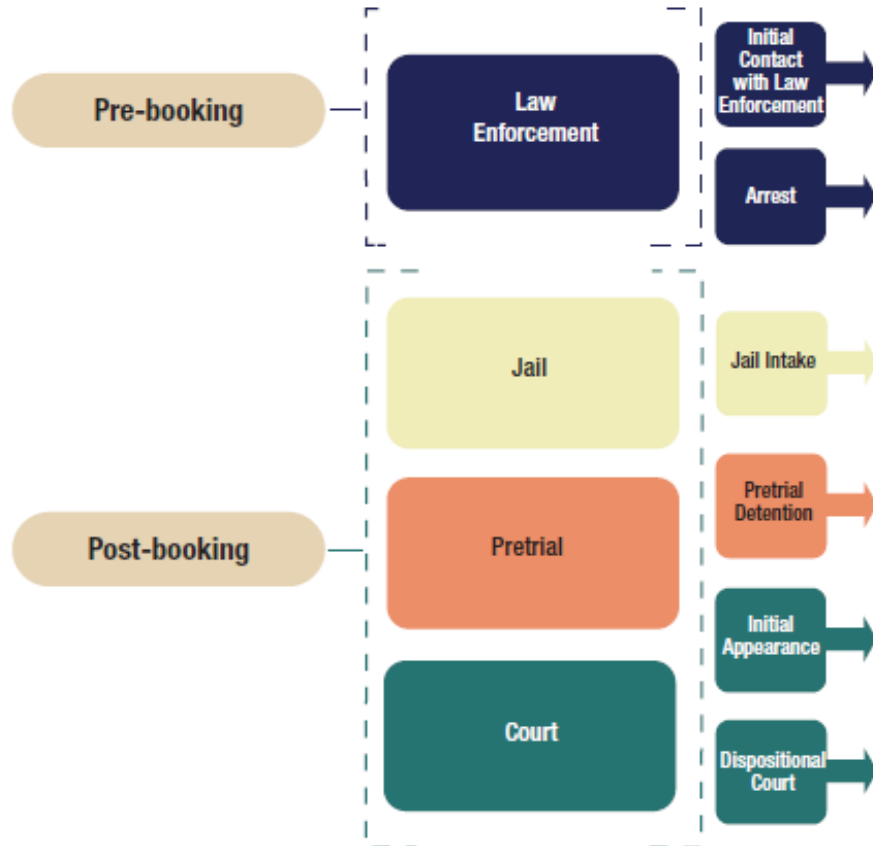 Pre-booking
Law
Enforcement
Initial
Contact
with Law
Enforcement
Arrest
Post-booking
Jail
Jail Intake
Pretrial
Pretrial
Detention
Court
Initial
Appearance
Dispositional
Court